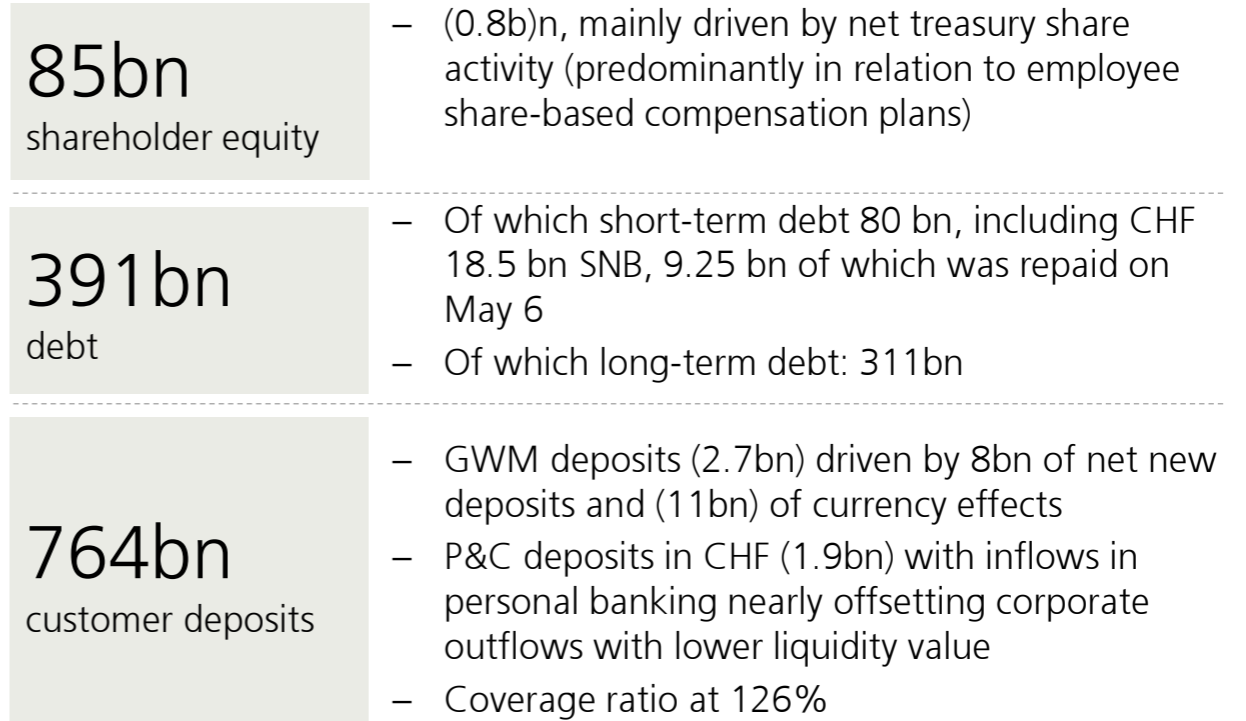 85bn
shareholder equity
– (0.8b)n, mainly driven by net treasury share
activity (predominantly in relation to employee
share-based compensation plans)
391bn
debt
– Of which short-term debt 80 bn, including CHF
18.5 bn SNB, 9.25 bn of which was repaid on
May 6
– Of which long-term debt: 311bn
764bn
customer deposits
– GWM deposits (2.7bn) driven by 8bn of net new
deposits and (11bn) of currency effects
– P&C deposits in CHF (1.9bn) with inflows in
personal banking nearly offsetting corporate
outflows with lower liquidity value
– Coverage ratio at 126%